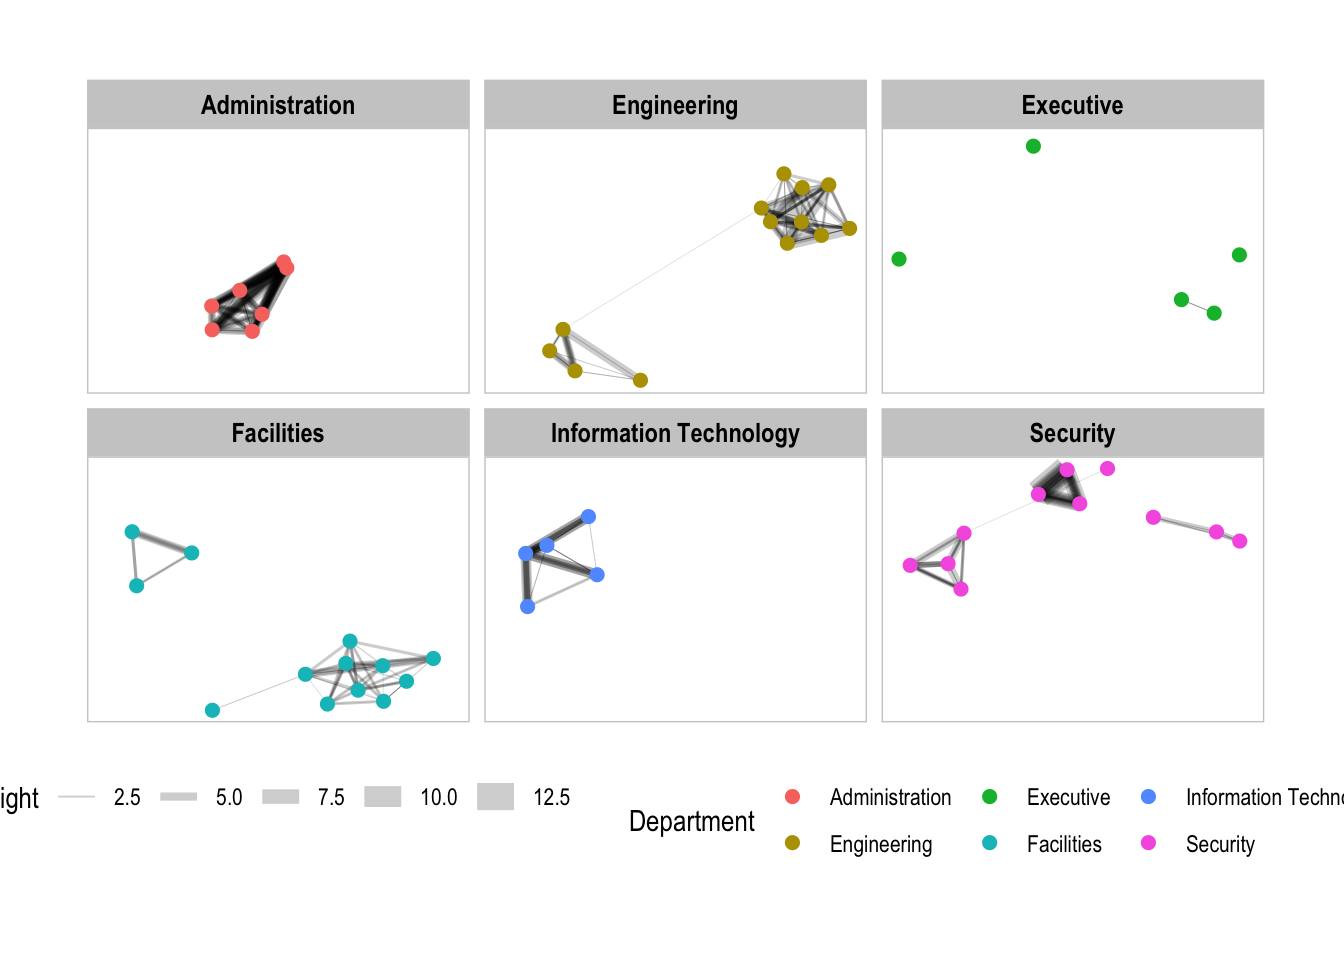 Administration
Engineering
Executive
Facilities
Information Technology
Security
ight 2.5 5.0 7.5 10.0 12.5
Department
Administration Executive Information Techn
Engineering Facilities Security